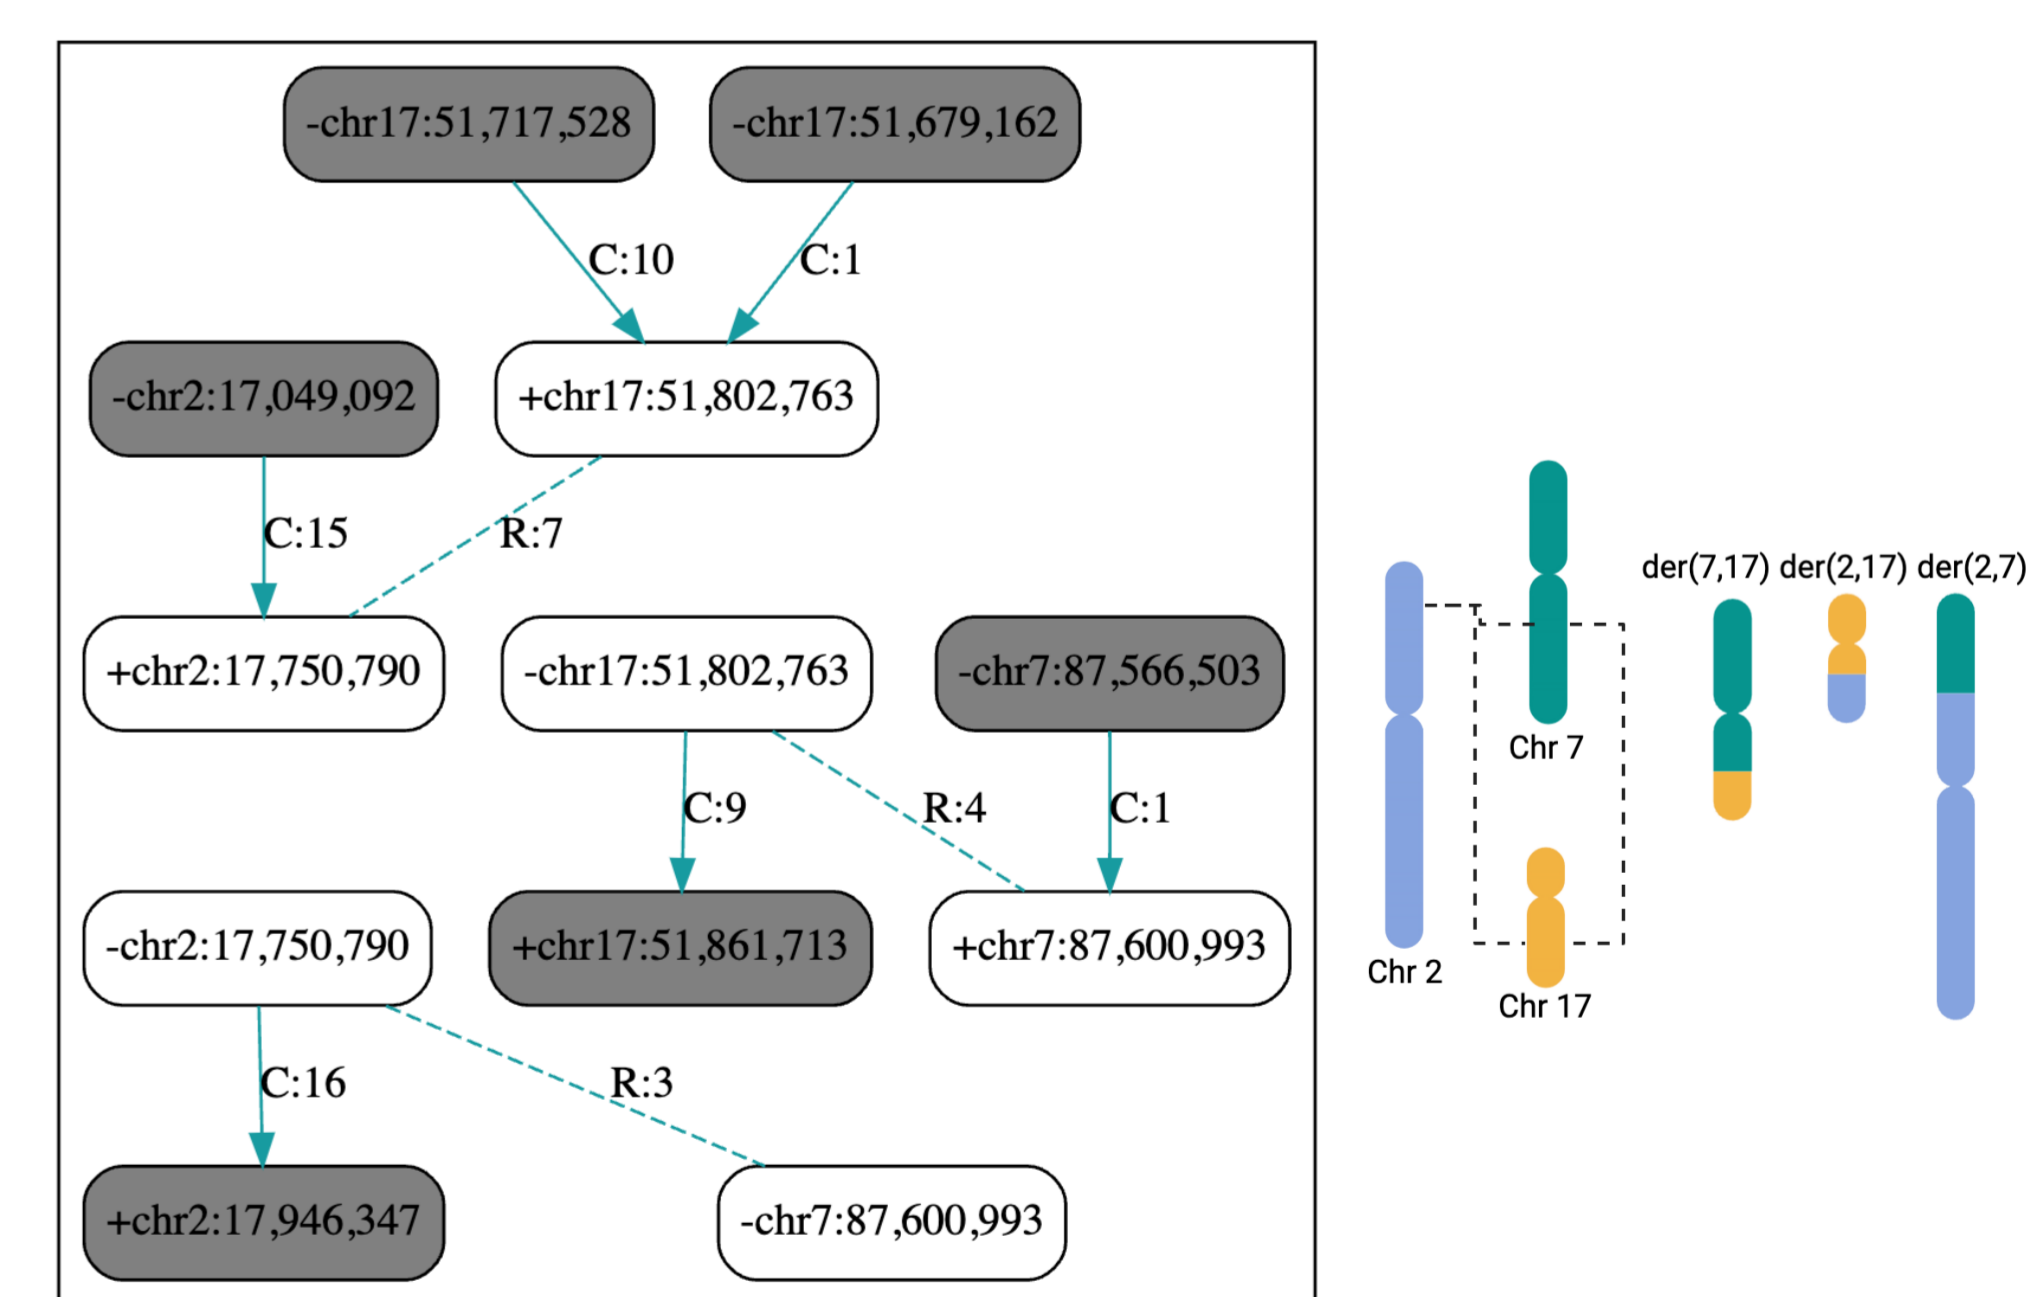 -chr17:51,717,528
-chr17:51,679,162
C:10
C:1
-chr2:17,049,092
+chr17:51,802,763
C:15
R:7
+chr2:17,750,790
-chr17:51,802,763
-chr7:87,566,503
C:9
R:4
C:1
-chr2:17,750,790
+chr17:51,861,713
+chr7:87,600,993
C:16
R:3
+chr2:17,946,347
-chr7:87,600,993
der(7,17) der(2,17) der(2,7)
Chr 7
Chr 2
Chr 17